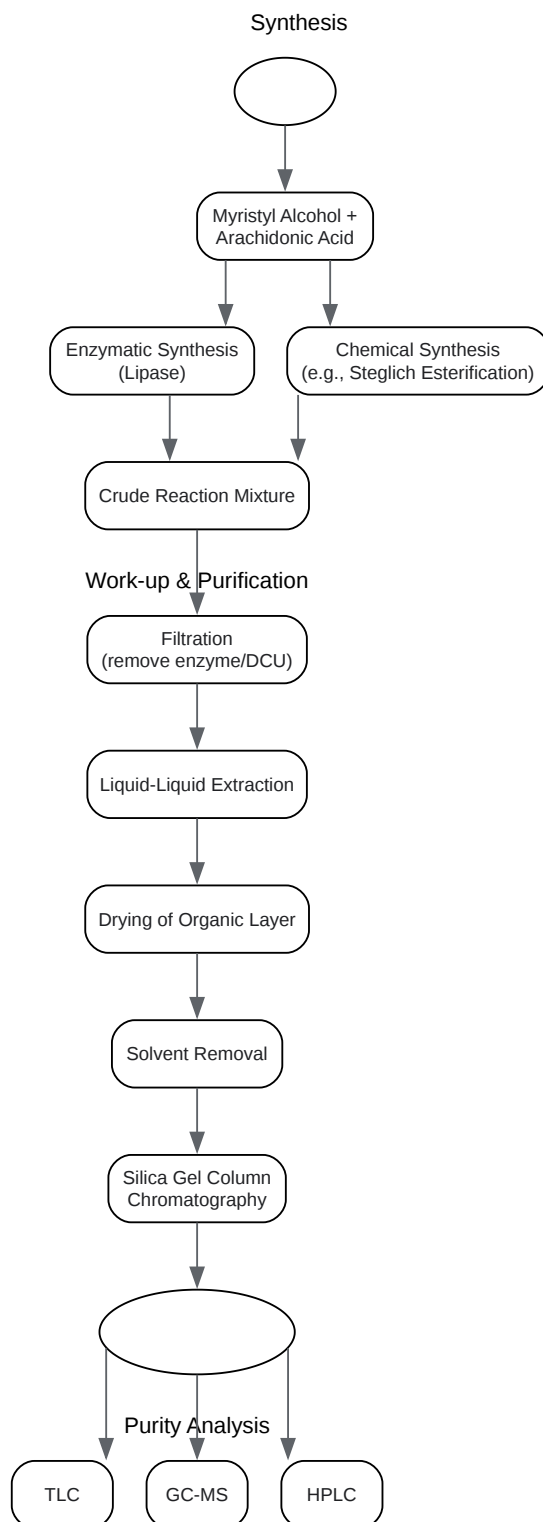 Synthesis
Myristyl Alcohol +
Arachidonic Acid
Enzymatic Synthesis
(Lipase)
Chemical Synthesis
(e.g., Steglich Esterification)
Crude Reaction Mixture
Work-up & Purification
Filtration
(remove enzyme/DCU)
Liquid-Liquid Extraction
Drying of Organic Layer
Solvent Removal
Silica Gel Column
Chromatography
Purity Analysis
TLC
GC-MS
HPLC